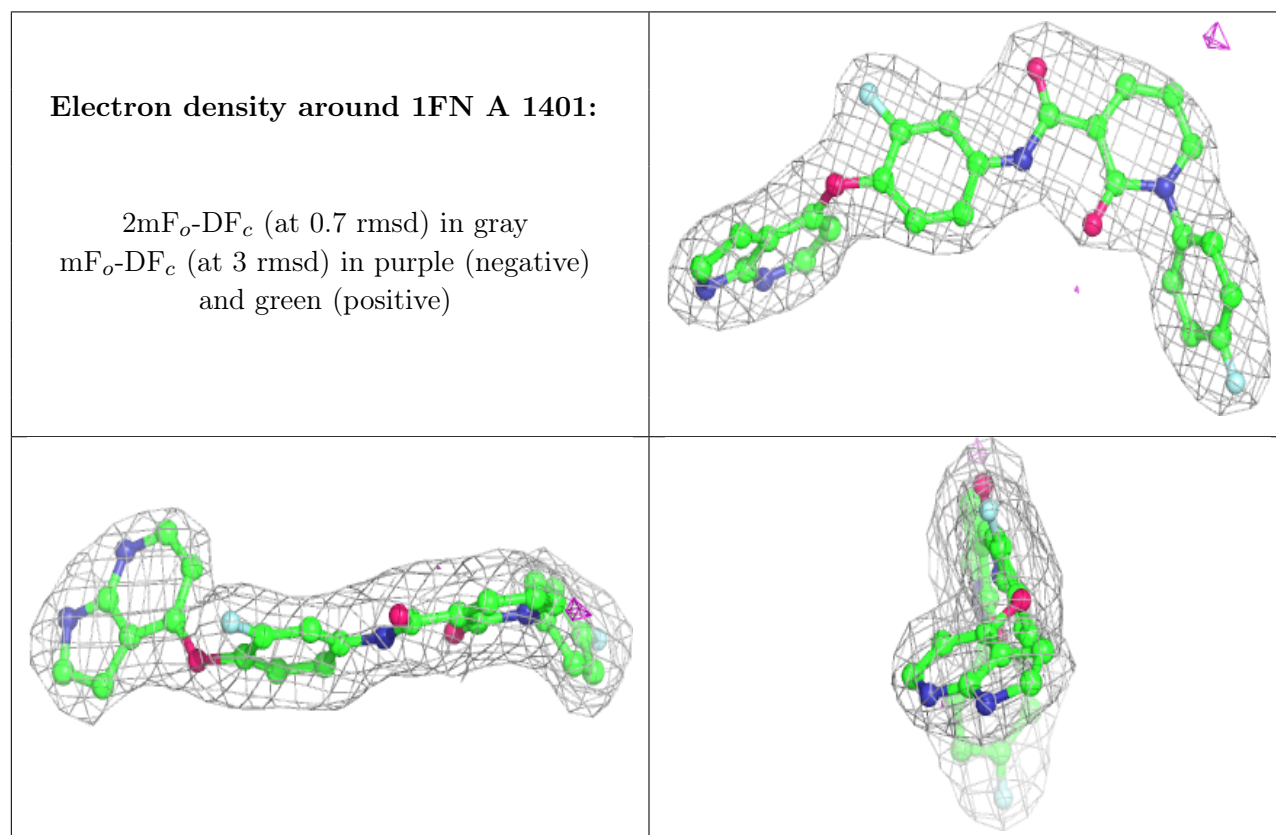 Electron density around 1FN A 1401:
2mFo-DFc (at 0.7 rmsd) in gray
mFo-DFc (at 3 rmsd) in purple (negative)
and green (positive)